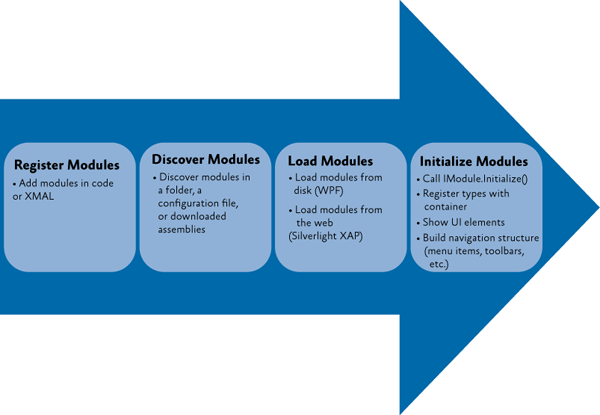 Register Modules
• Add modules in code
or XMAL
Discover Modules
• Discover modules in
a folder, a
configuration file,
or downloaded
assemblies
Load Modules
• Load modules from
disk (WPF)
• Load modules from
the web
(Silverlight XAP)
Initialize Modules
• Call IModule.Initialize()
• Register types with
container
• Show UI elements
• Build navigation structure
(menu items, toolbars,
etc.)